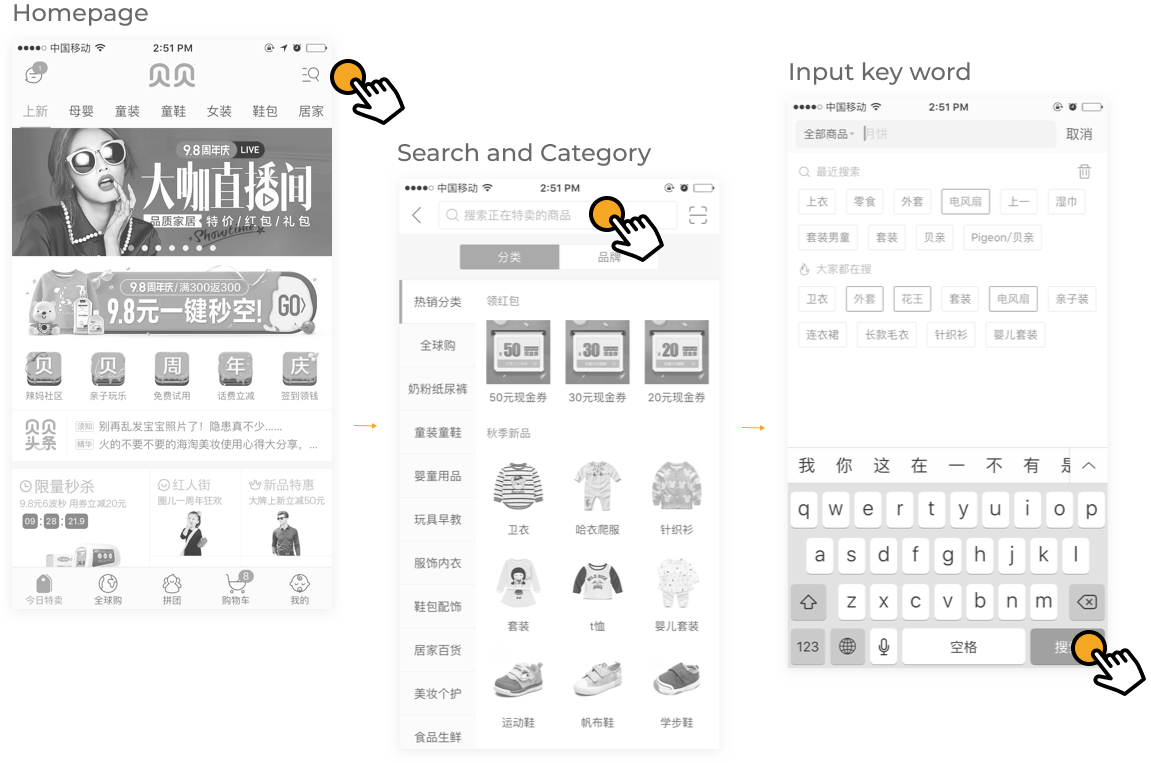 Homepage
中国移动
2:51 PM
1
贝贝
上新 母婴 童装 童鞋 女装 鞋包 居家
9.8周年庆 LIVE
大咖直播间
品质家居 特价/红包/礼包
Showtime
9.8周年庆/满300返300
9.8元一键秒空!
GO
贝 贝 周 年 庆
辣妈社区 亲子玩乐 免费试用 话费立减 签到领钱
贝贝头条
须知 别再乱发宝宝照片了!隐患真不少......
精华 火的不要不要的海淘美妆使用心得大分享,...
限量秒杀
9.8元6波秒 用券立减20元
09 : 28 : 21.9
红人街
圈儿一周年狂欢
新品特惠
大牌上新立减50元
8
今日特卖 全球购 拼团 购物车 我的
Search and Category
中国移动
2:51 PM
搜索正在特卖的商品
分类 品牌
热销分类
全球购
奶粉纸尿裤
童装童鞋
婴童用品
玩具早教
服饰内衣
鞋包配饰
居家百货
美妆个护
食品生鲜
领红包
50 30 20
50元现金券 30元现金券 20元现金券
秋季新品
卫衣 哈衣爬服 针织衫
套装 t恤 婴儿套装
运动鞋 帆布鞋 学步鞋
Input key word
中国移动
2:51 PM
全部商品 月饼 取消
最近搜索
上衣 零食 外套 电风扇 上一 湿巾
套装男童 套装 贝亲 Pigeon/贝亲
大家都在搜
卫衣 外套 花王 套装 电风扇 亲子装
连衣裙 长款毛衣 针织衫 婴儿套装
我 你 这 在 一 不 有 是
q w e r t y u i o p
a s d f g h j k l
z x c v b n m
123 空格 搜